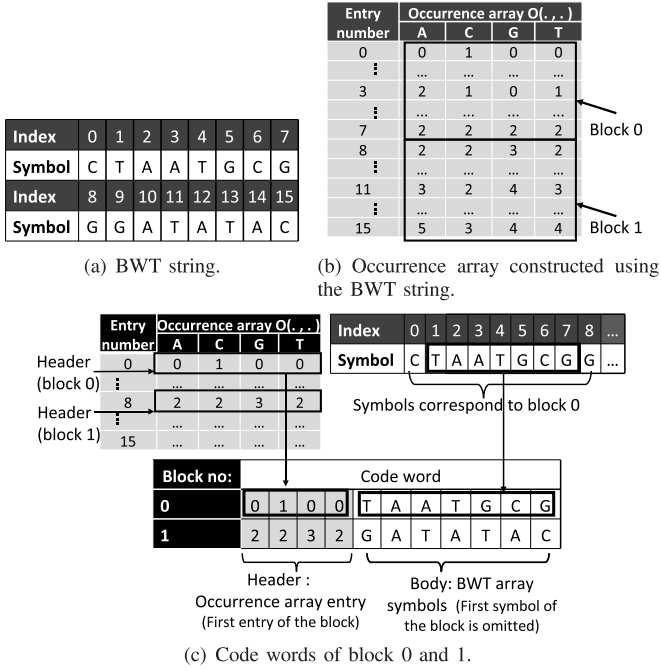 Index 0 1 2 3 4 5 6 7
Symbol C T A A T G C G
Index 8 9 10 11 12 13 14 15
Symbol G G A T A T A C
(a) BWT string.
Entry number Occurrence array O(. , . )
A C G T
0 0 1 0 0
... ... ... ...
3 2 1 0 1
... ... ... ...
7 2 2 2 2
8 2 2 3 2
... ... ... ...
11 3 2 4 3
... ... ... ...
15 5 3 4 4
Block 0
Block 1
(b) Occurrence array constructed using
the BWT string.
Entry number Occurrence array O(. , . )
A C G T
0 0 1 0 0
... ... ... ...
8 2 2 3 2
... ... ... ...
15 ... ... ... ...
Header
(block 0)
Header
(block 1)
Index 0 1 2 3 4 5 6 7 8 ...
Symbol C T A A T G C G G ...
Symbols correspond to block 0
Block no: Code word
0 0 1 0 0 T A A T G C G
1 2 2 3 2 G A T A T A C
Header :
Occurrence array entry
(First entry of the block)
Body: BWT array
symbols (First symbol of
the block is omitted)
(c) Code words of block 0 and 1.